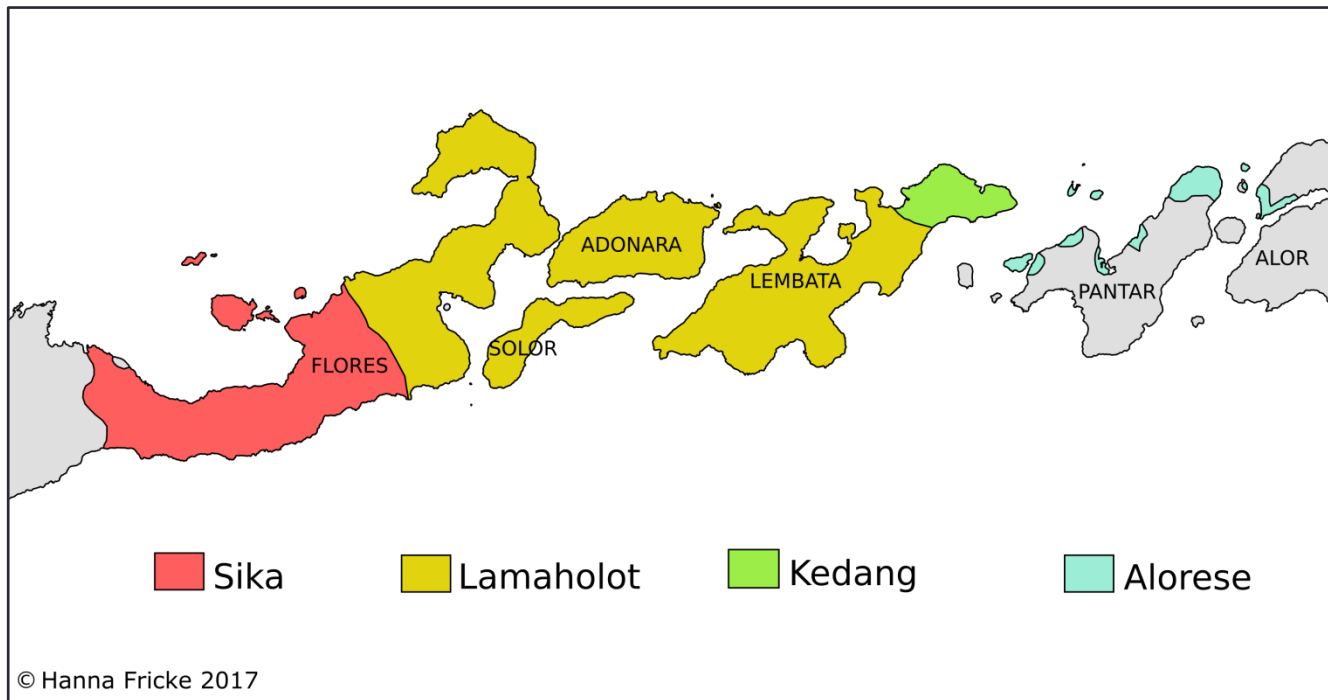 ADONARA
LEMBATA
ALOR
PANTAR
SOLOR
FLORES
Sika
Lamaholot
Kedang
Alorese
© Hanna Fricke 2017